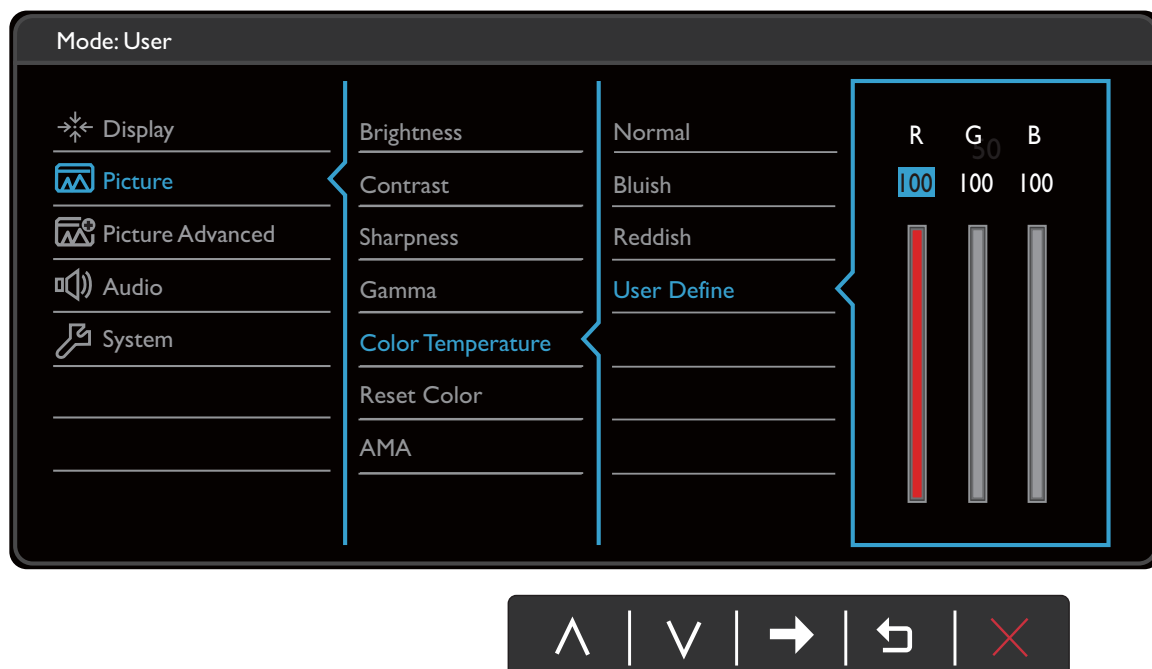 Mode: User
Display
Picture
Picture Advanced
Audio
System
Brightness
Contrast
Sharpness
Gamma
Color Temperature
Reset Color
AMA
Normal
Bluish
Reddish
User Define
R G B
50
100 100 100